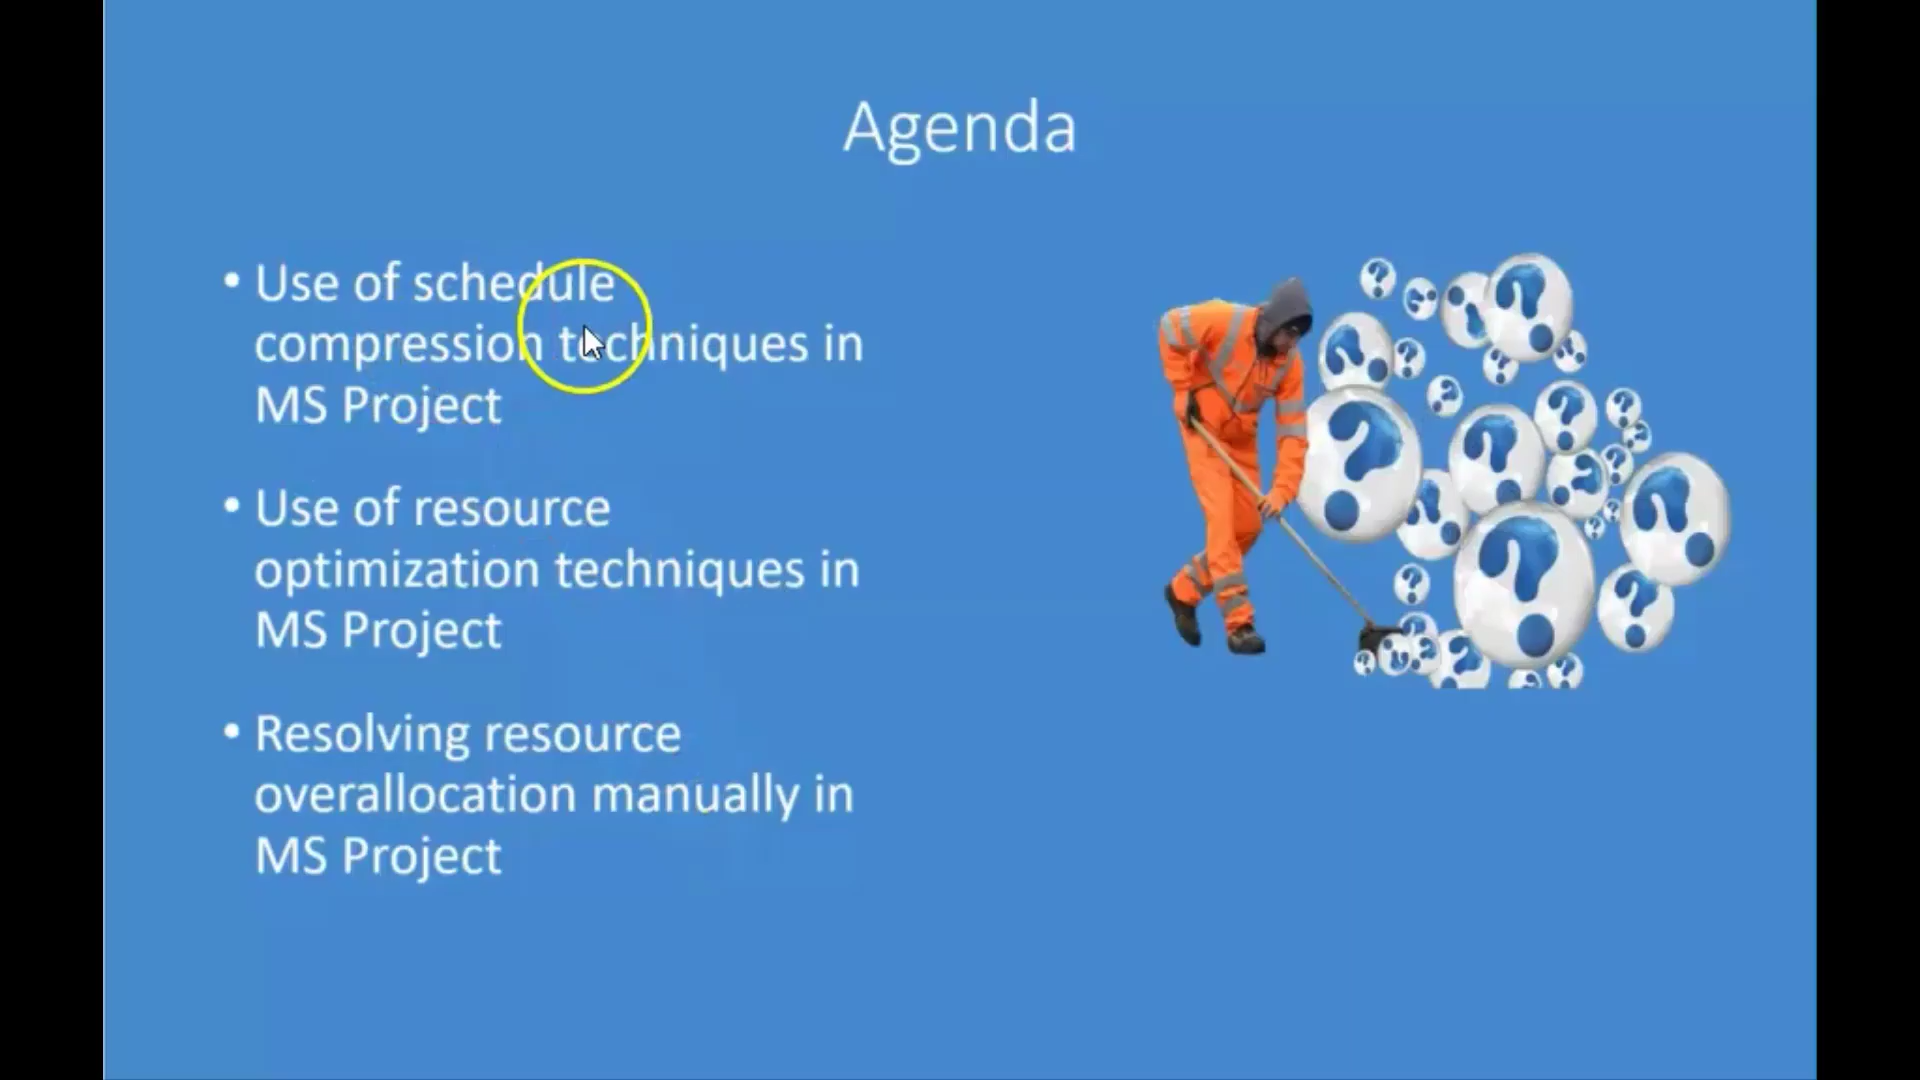 Agenda
• Use of schedule
compression techniques in
MS Project
• Use of resource
optimization techniques in
MS Project
• Resolving resource
overallocation manually in
MS Project